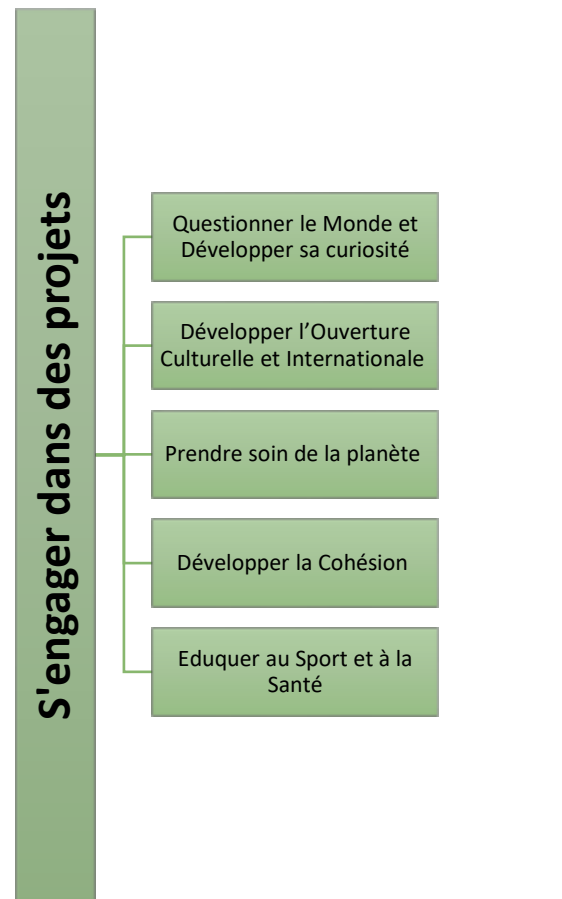 S'engager dans des projets
Questionner le Monde et
Développer sa curiosité
Développer l’Ouverture
Culturelle et Internationale
Prendre soin de la planète
Développer la Cohésion
Eduquer au Sport et à la
Santé